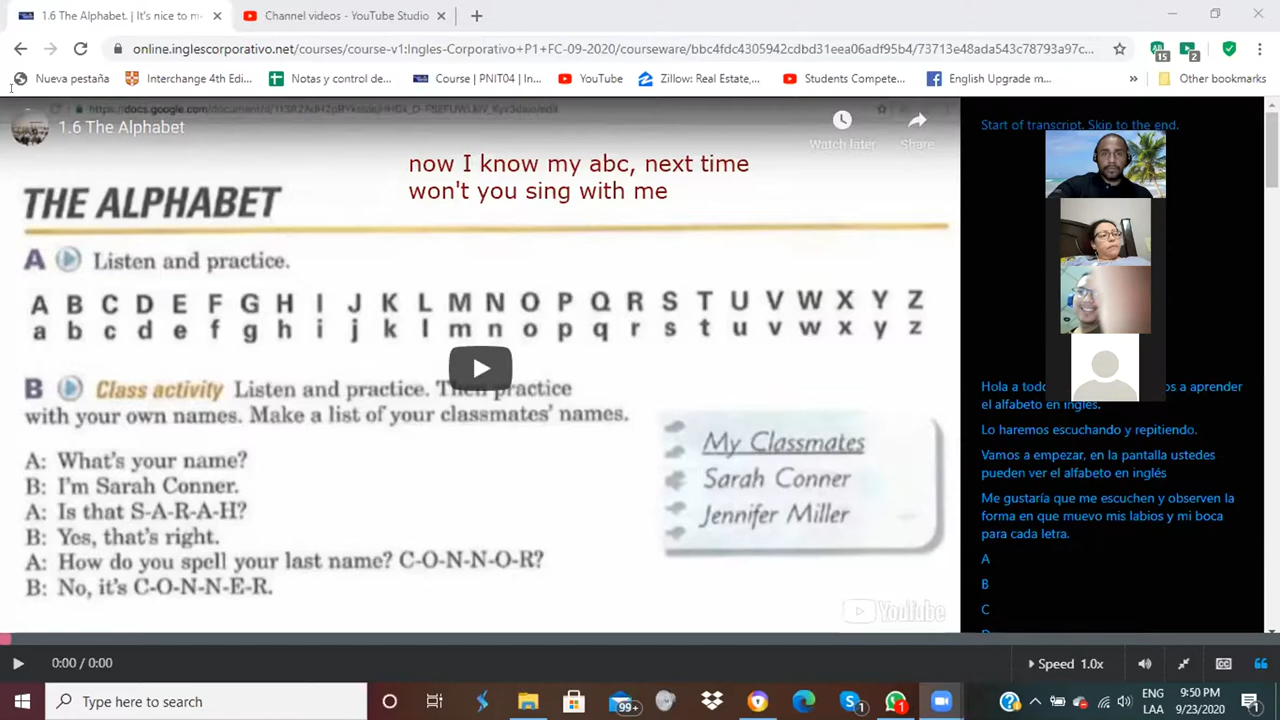 1.6 The Alphabet. | It's nice to m
Channel videos - YouTube Studio
online.inglescorporativo.net/courses/course-v1:Ingles-Corporativo+P1+FC-09-2020/courseware/bbc4fdc4305942cdbd31eea06adf95b4/73713e48ada543c78793a97c...
15
2
Nueva pestaña
Interchange 4th Edi...
Notas y control de...
Course | PNIT04 | In...
YouTube
Zillow: Real Estate,...
Students Compete...
English Upgrade m...
»
Other bookmarks
1.6 The Alphabet
Watch later
Share
now I know my abc, next time
won't you sing with me
THE ALPHABET
A Listen and practice.
A B C D E F G H I J K L M N O P Q R S T U V W X Y Z
a b c d e f g h i j k l m n o p q r s t u v w x y z
B Class activity Listen and practice. Then practice
with your own names. Make a list of your classmates' names.
A: What's your name?
B: I'm Sarah Conner.
A: Is that S-A-R-A-H?
B: Yes, that's right.
A: How do you spell your last name? C-O-N-N-O-R?
B: No, it's C-O-N-N-E-R.
My Classmates
Sarah Conner
Jennifer Miller
YouTube
Start of transcript. Skip to the end.
Hola a tod os a aprender
el alfabeto en inglés.
Lo haremos escuchando y repitiendo.
Vamos a empezar, en la pantalla ustedes
pueden ver el alfabeto en inglés
Me gustaría que me escuchen y observen la
forma en que muevo mis labios y mi boca
para cada letra.
A
B
C
D
0:00 / 0:00
Speed 1.0x
Type here to search
99+
1
1
ENG
LAA
9:50 PM
9/23/2020
1